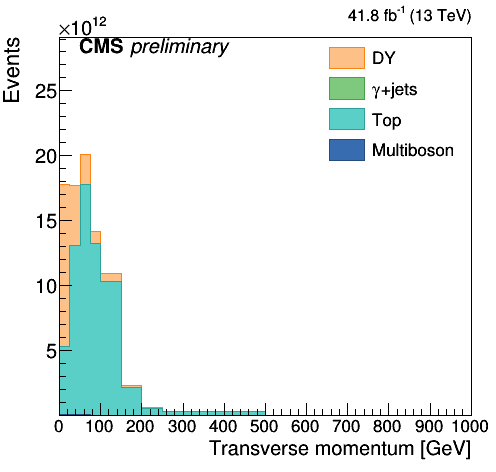 41.8 fb⁻¹ (13 TeV)
×10¹²
CMS preliminary
Events
DY
γ+jets
Top
Multiboson
25
20
15
10
5
0 100 200 300 400 500 600 700 800 900 1000
Transverse momentum [GeV]